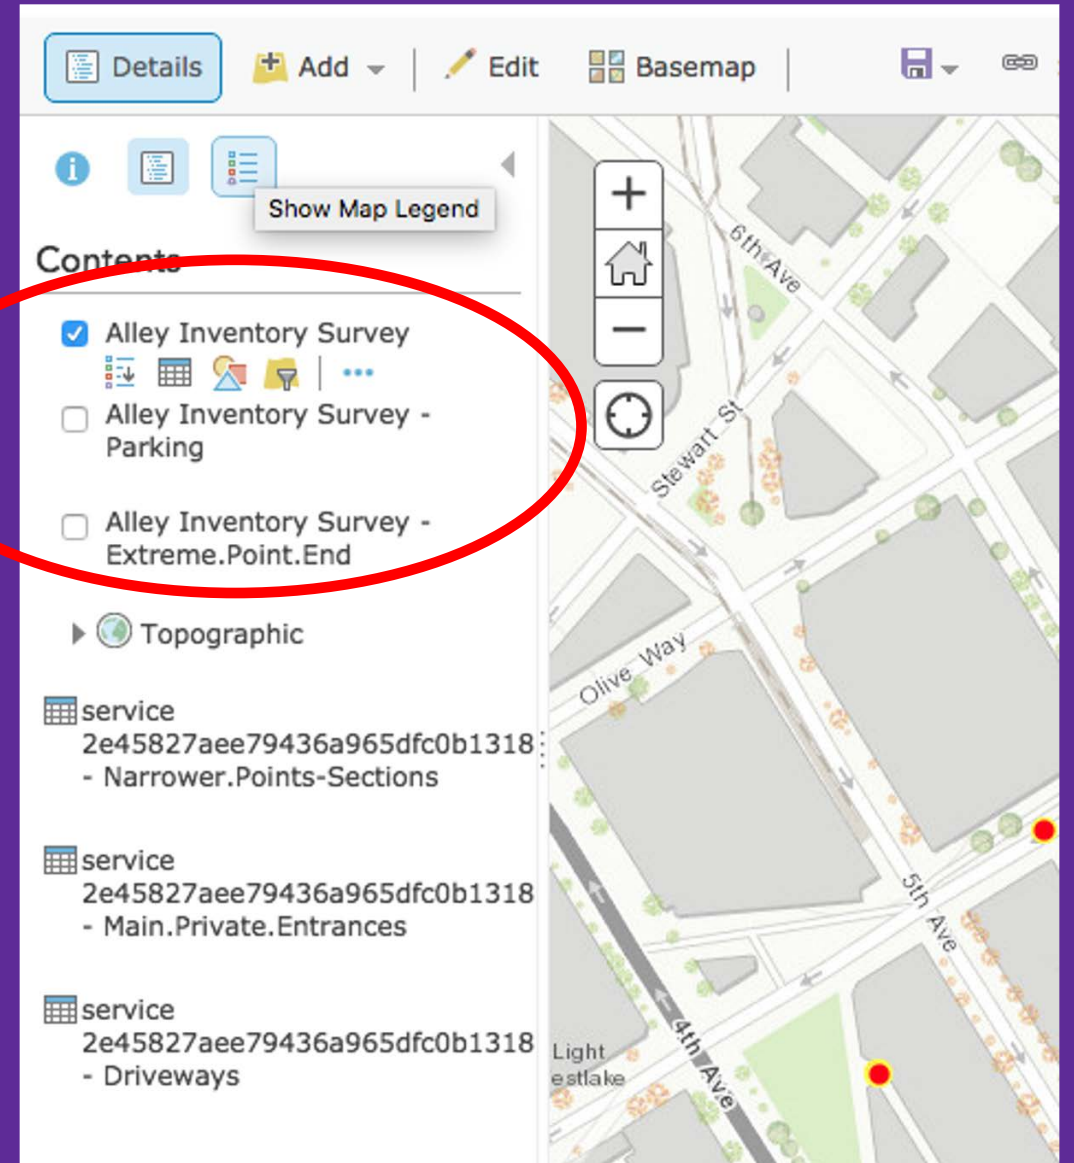 Details
Add
Edit
Basemap
Show Map Legend
Contents
Alley Inventory Survey
Alley Inventory Survey -
Parking
Alley Inventory Survey -
Extreme.Point.End
Topographic
service
2e45827aee79436a965dfc0b1318
- Narrower.Points-Sections
service
2e45827aee79436a965dfc0b1318
- Main.Private.Entrances
service
2e45827aee79436a965dfc0b1318
- Driveways
6th Ave
Stewart St
Olive Way
5th Ave
4th Ave
Light
estlake